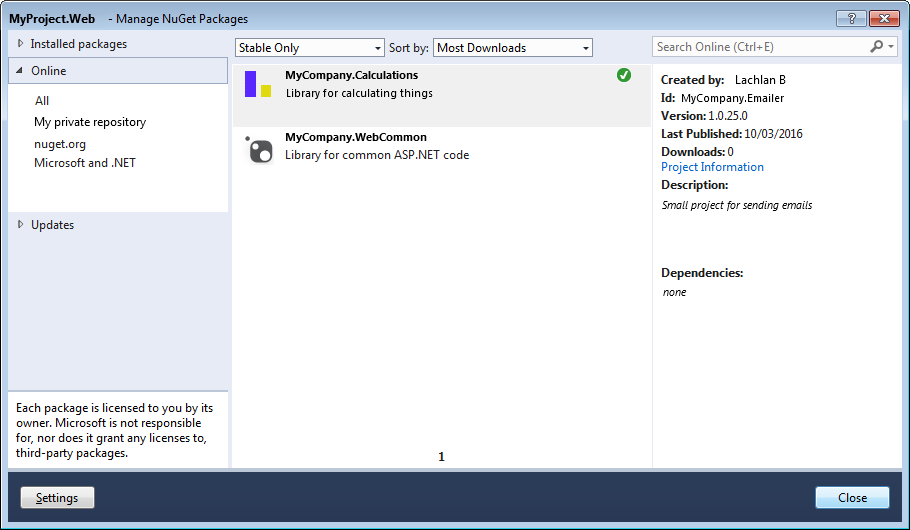 MyProject.Web - Manage NuGet Packages
?
Installed packages
Online
All
My private repository
nuget.org
Microsoft and .NET
Updates
Each package is licensed to you by its
owner. Microsoft is not responsible
for, nor does it grant any licenses to,
third-party packages.
Stable Only
Sort by:
Most Downloads
MyCompany.Calculations
Library for calculating things
MyCompany.WebCommon
Library for common ASP.NET code
1
Search Online (Ctrl+E)
Created by: Lachlan B
Id: MyCompany.Emailer
Version: 1.0.25.0
Last Published: 10/03/2016
Downloads: 0
Project Information
Description:
Small project for sending emails
Dependencies:
none
Settings
Close